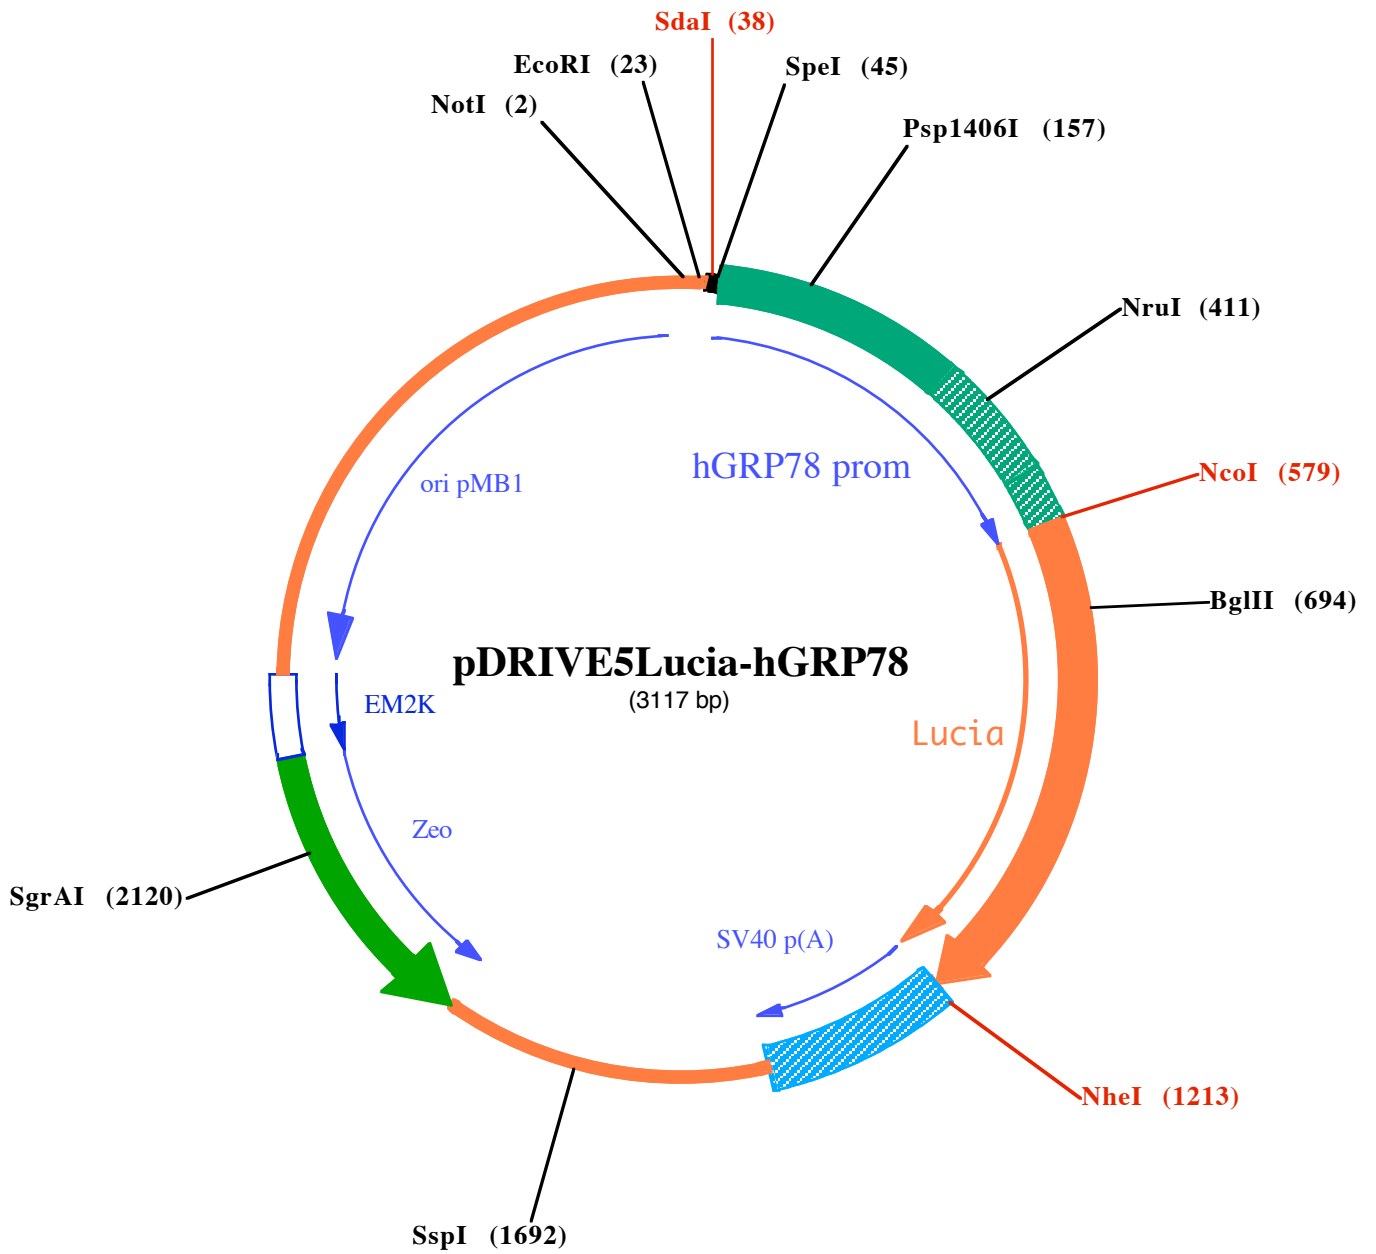 SdaI (38)
EcoRI (23)
SpeI (45)
NotI (2)
Psp1406I (157)
NruI (411)
hGRP78 prom
NcoI (579)
ori pMB1
BglII (694)
pDRIVE5Lucia-hGRP78
(3117 bp)
EM2K
Lucia
Zeo
SgrAI (2120)
SV40 p(A)
NheI (1213)
SspI (1692)